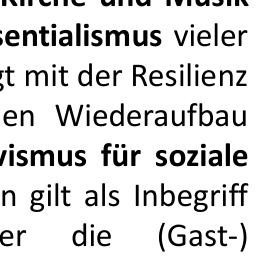 Kirche und Musik
sentialismus vieler
gt mit der Resilienz
en Wiederaufbau
vismus für soziale
n gilt als Inbegriff
er die (Gast-)